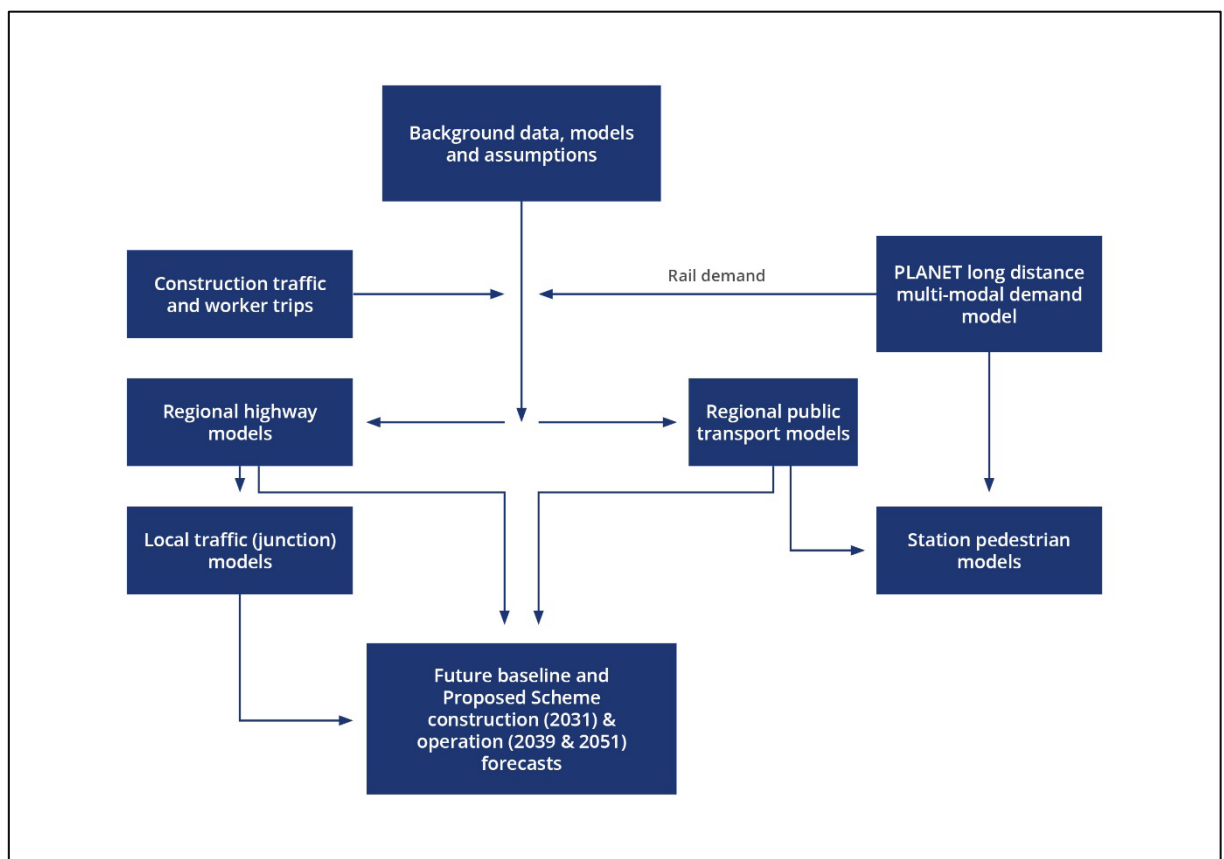 Background data, models
and assumptions
Construction traffic
and worker trips
Rail demand
PLANET long distance
multi-modal demand
model
Regional highway
models
Regional public
transport models
Local traffic (junction)
models
Station pedestrian
models
Future baseline and
Proposed Scheme
construction (2031) &
operation (2039 & 2051)
forecasts